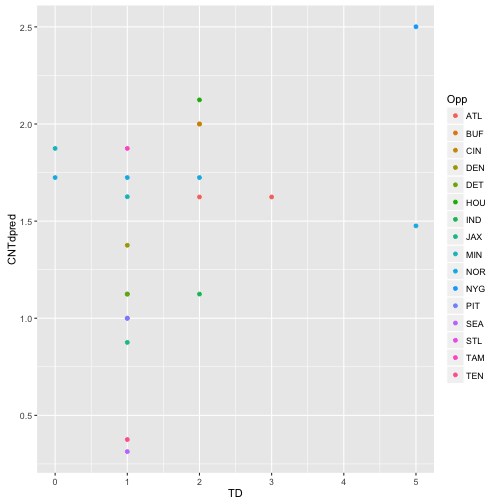 2.5
2.0
1.5
1.0
0.5
CNTdpred
0
1
2
3
4
5
TD
Opp
ATL
BUF
CIN
DEN
DET
HOU
IND
JAX
MIN
NOR
NYG
PIT
SEA
STL
TAM
TEN